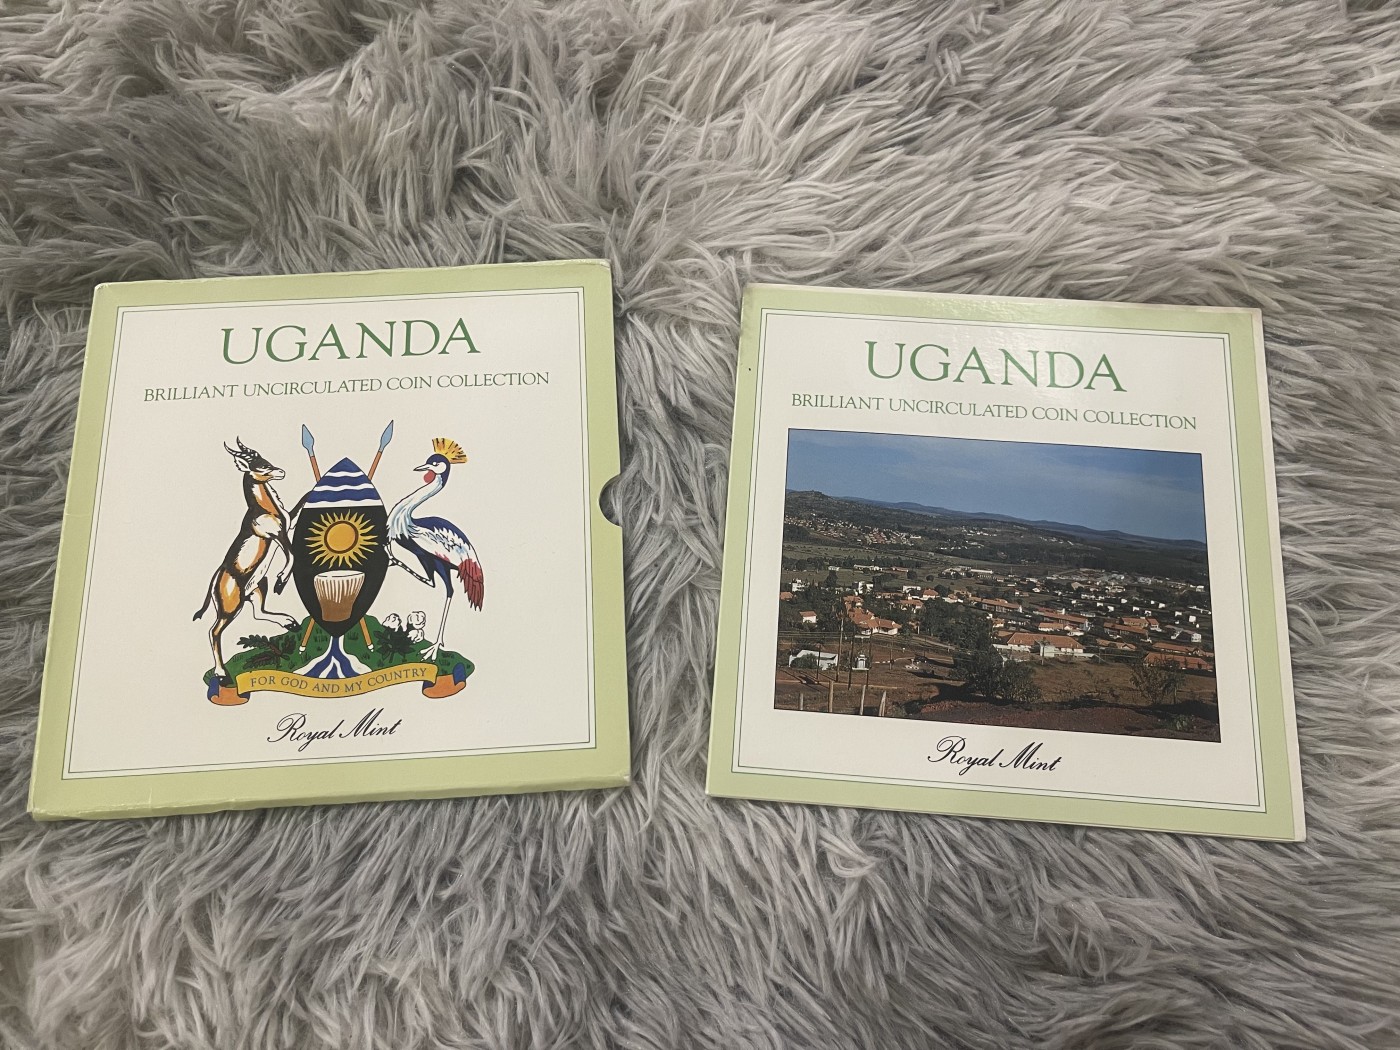 UGANDA
BRILLIANT UNCIRCULATED COIN COLLECTION
FOR GOD AND MY COUNTRY
Royal Mint
UGANDA
BRILLIANT UNCIRCULATED COIN COLLECTION
Royal Mint